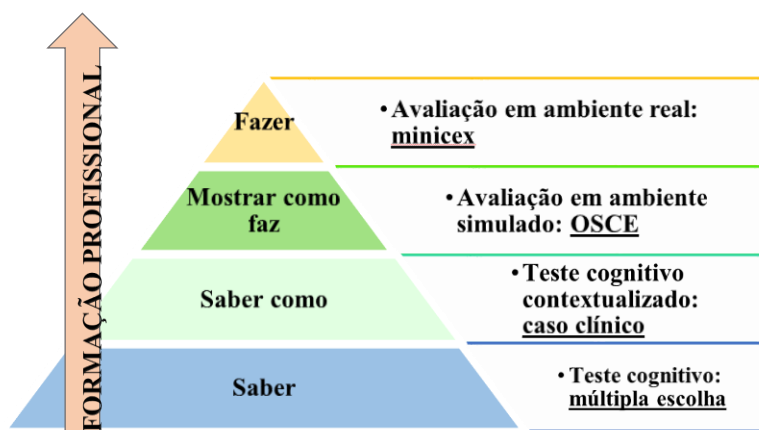 FORMAÇÃO PROFISSIONAL
Fazer
• Avaliação em ambiente real:
minicex
Mostrar como
faz
• Avaliação em ambiente
simulado: OSCE
Saber como
• Teste cognitivo
contextualizado:
caso clínico
Saber
• Teste cognitivo:
múltipla escolha